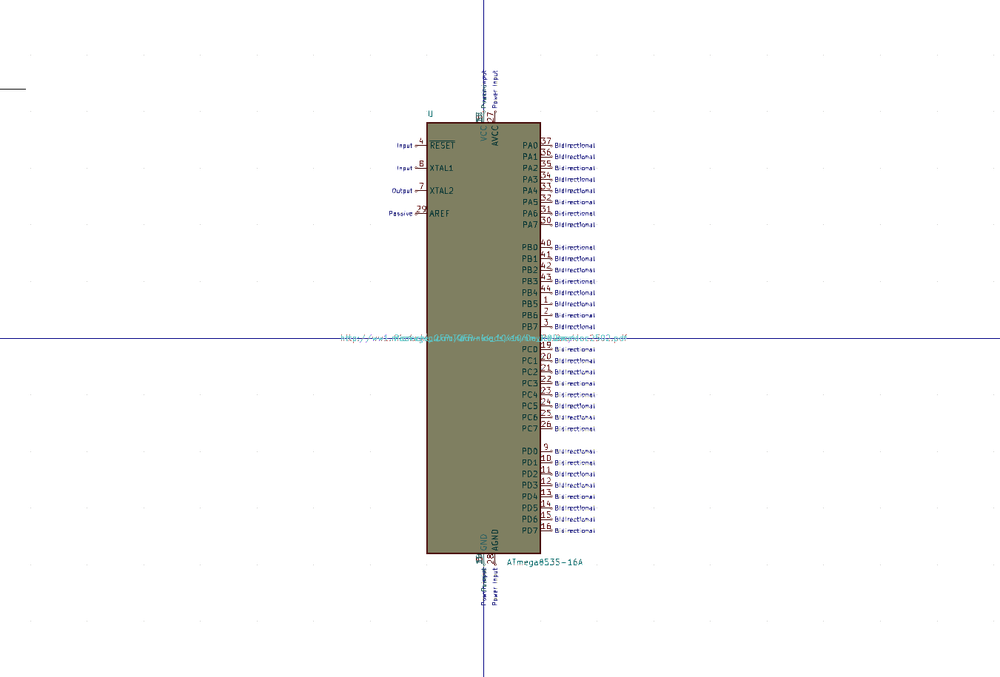 Power Input
U
27
VCC
AVCC
Input 4 RESET
Input 8 XTAL1
Output 7 XTAL2
Passive 29 AREF
PA0 37 Bidirectional
PA1 36 Bidirectional
PA2 35 Bidirectional
PA3 34 Bidirectional
PA4 33 Bidirectional
PA5 32 Bidirectional
PA6 31 Bidirectional
PA7 30 Bidirectional
PB0 40 Bidirectional
PB1 41 Bidirectional
PB2 42 Bidirectional
PB3 43 Bidirectional
PB4 44 Bidirectional
PB5 1 Bidirectional
PB6 2 Bidirectional
PB7 3 Bidirectional
PC0 19 Bidirectional
PC1 20 Bidirectional
PC2 21 Bidirectional
PC3 22 Bidirectional
PC4 23 Bidirectional
PC5 24 Bidirectional
PC6 25 Bidirectional
PC7 26 Bidirectional
PD0 9 Bidirectional
PD1 10 Bidirectional
PD2 11 Bidirectional
PD3 12 Bidirectional
PD4 13 Bidirectional
PD5 14 Bidirectional
PD6 15 Bidirectional
PD7 16 Bidirectional
GND
AGND
28
ATmega8535-16A
Power Input